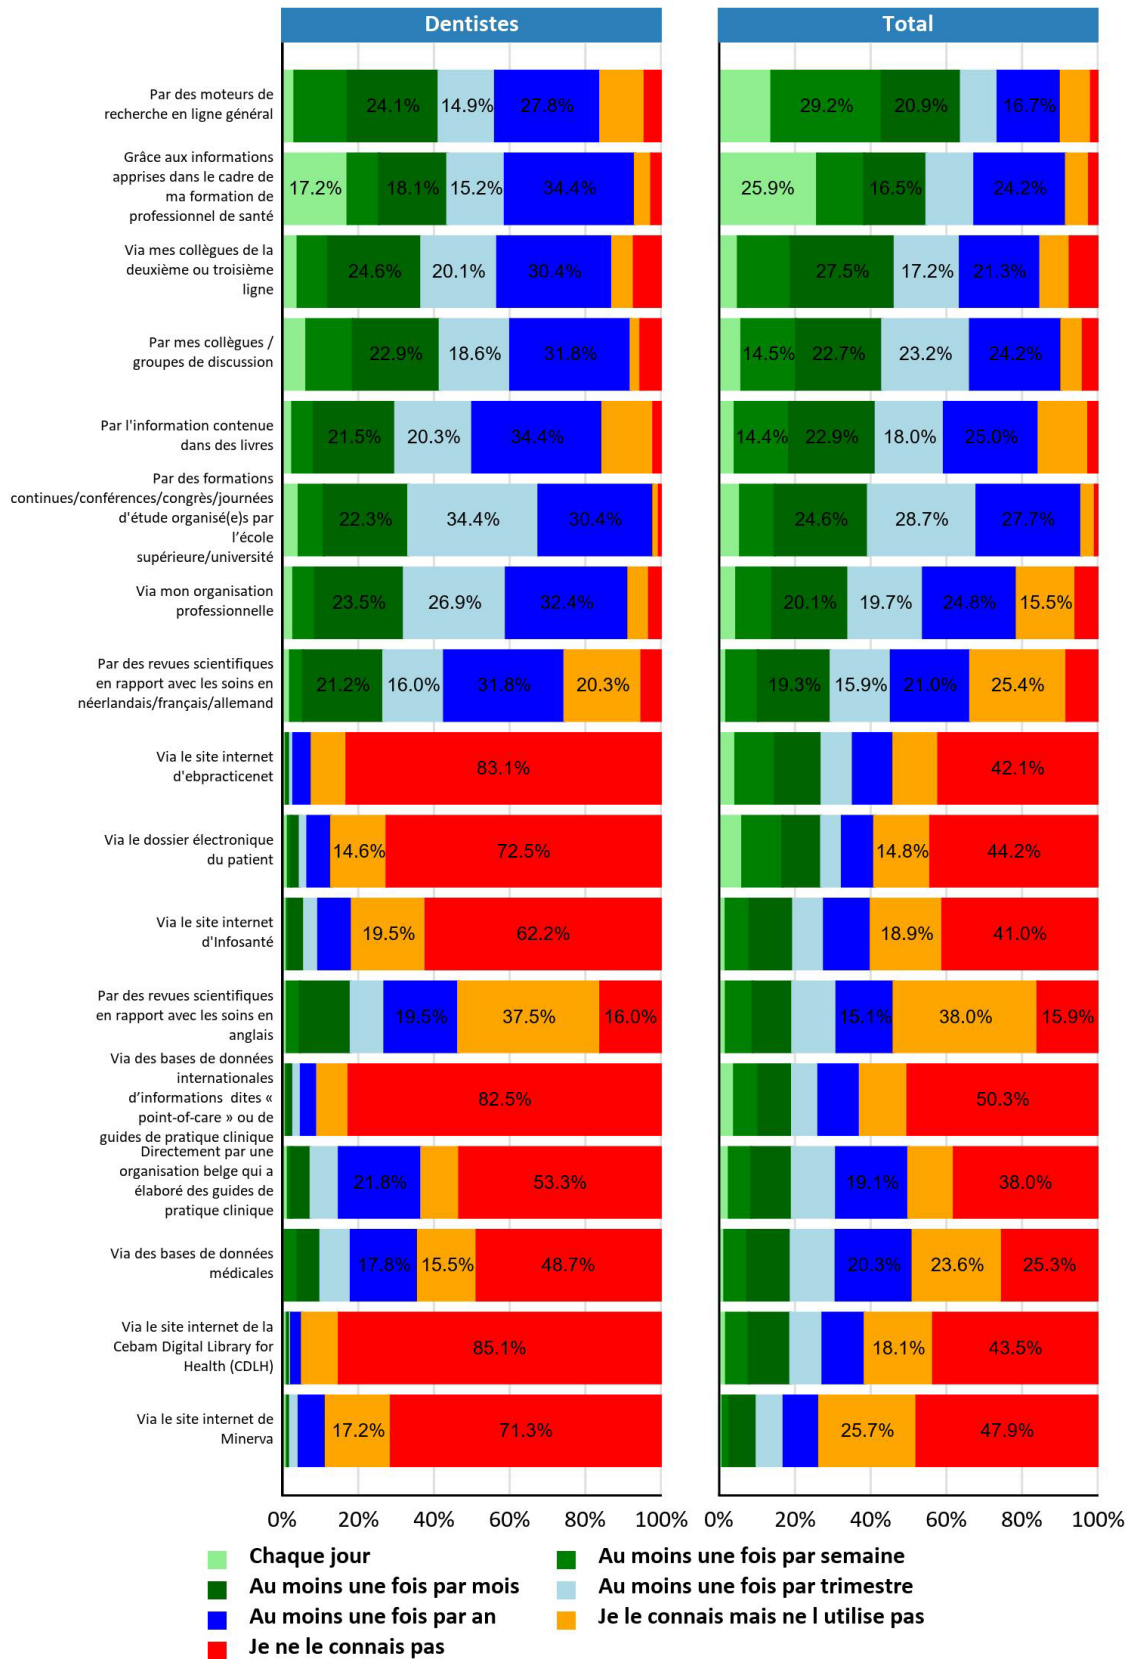 Dentistes
Total
Par des moteurs de
recherche en ligne général
24.1% 14.9% 27.8%
29.2% 20.9% 16.7%
Grâce aux informations
apprises dans le cadre de
ma formation de
professionnel de santé
17.2% 18.1% 15.2% 34.4%
25.9% 16.5% 24.2%
Via mes collègues de la
deuxième ou troisième
ligne
24.6% 20.1% 30.4%
27.5% 17.2% 21.3%
Par mes collègues /
groupes de discussion
22.9% 18.6% 31.8%
14.5% 22.7% 23.2% 24.2%
Par l'information contenue
dans des livres
21.5% 20.3% 34.4%
14.4% 22.9% 18.0% 25.0%
Par des formations
continues/conférences/congrès/journées
d'étude organisé(e)s par
l’école
supérieure/université
22.3% 34.4% 30.4%
24.6% 28.7% 27.7%
Via mon organisation
professionnelle
23.5% 26.9% 32.4%
20.1% 19.7% 24.8% 15.5%
Par des revues scientifiques
en rapport avec les soins en
néerlandais/français/allemand
21.2% 16.0% 31.8% 20.3%
19.3% 15.9% 21.0% 25.4%
Via le site internet
d'ebpracticenet
83.1%
42.1%
Via le dossier électronique
du patient
14.6% 72.5%
14.8% 44.2%
Via le site internet
d'Infosanté
19.5% 62.2%
18.9% 41.0%
Par des revues scientifiques
en rapport avec les soins en
anglais
19.5% 37.5% 16.0%
15.1% 38.0% 15.9%
Via des bases de données
internationales
d’informations dites «
point-of-care » ou de
guides de pratique clinique
82.5%
50.3%
Directement par une
organisation belge qui a
élaboré des guides de
pratique clinique
21.8% 53.3%
19.1% 38.0%
Via des bases de données
médicales
17.8% 15.5% 48.7%
20.3% 23.6% 25.3%
Via le site internet de la
Cebam Digital Library for
Health (CDLH)
85.1%
18.1% 43.5%
Via le site internet de
Minerva
17.2% 71.3%
25.7% 47.9%
0% 20% 40% 60% 80% 100%
0% 20% 40% 60% 80% 100%
Chaque jour
Au moins une fois par semaine
Au moins une fois par mois
Au moins une fois par trimestre
Au moins une fois par an
Je le connais mais ne l utilise pas
Je ne le connais pas